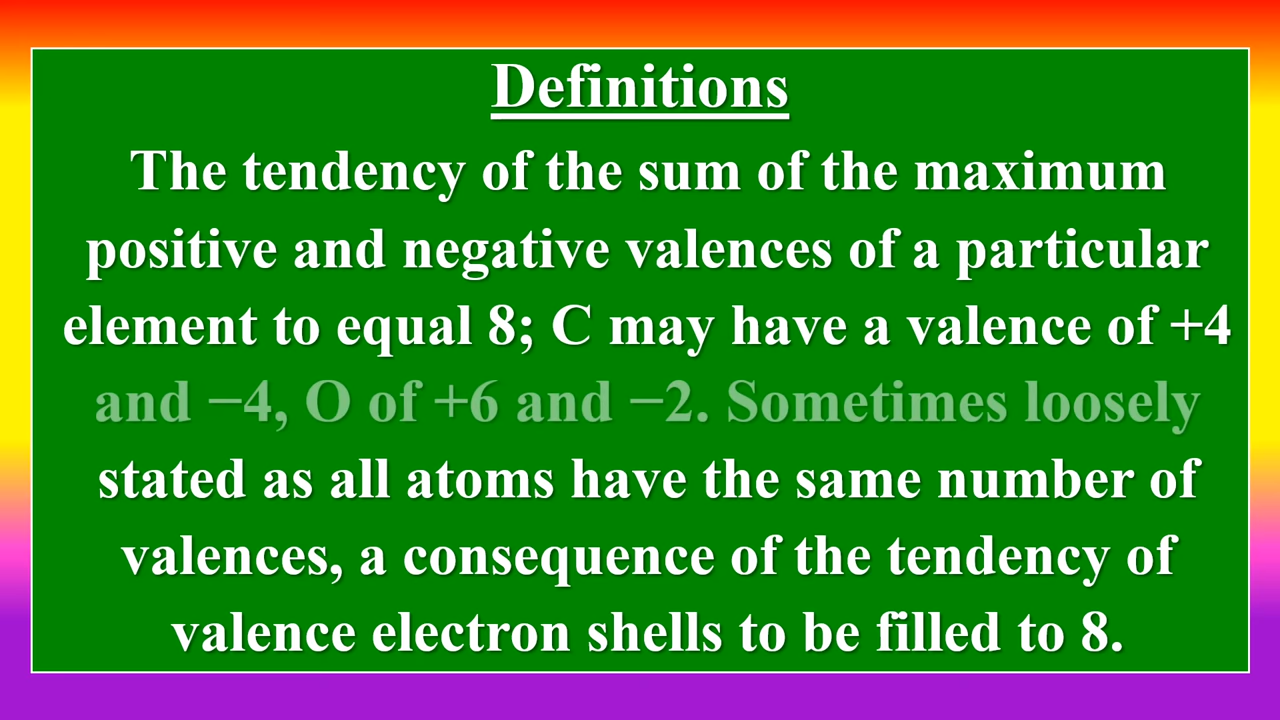 Definitions
The tendency of the sum of the maximum
positive and negative valences of a particular
element to equal 8; C may have a valence of +4
and −4, O of +6 and −2. Sometimes loosely
stated as all atoms have the same number of
valences, a consequence of the tendency of
valence electron shells to be filled to 8.